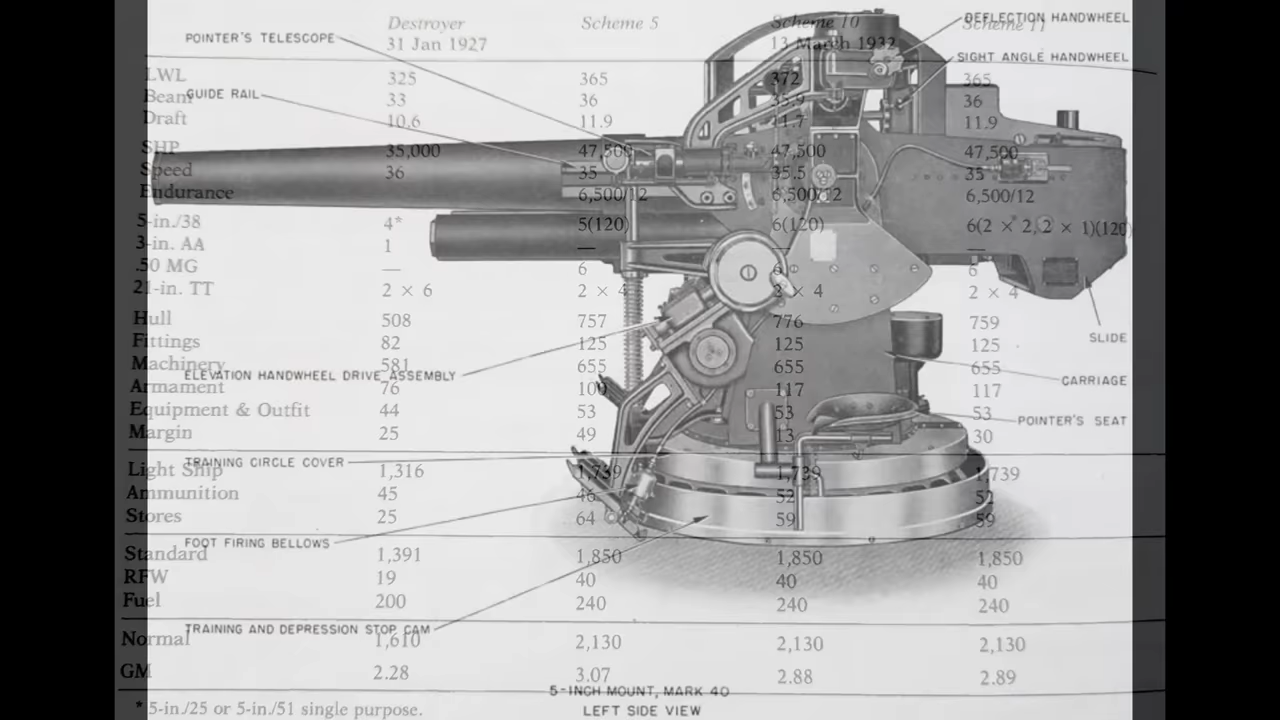 Destroyer Scheme 5 Scheme 10 Scheme 11
31 Jan 1927 13 March 1932
LWL 325 365 372 365
Beam 33 36 35.5 36
Draft 10.6 11.9 11.7 11.9
SHP 35,000 47,500 47,500 47,500
Speed 36 35 35.5 35
Endurance 6,500/12 6,500/12 6,500/12
5-in./38 4* 5(120) 6(120) 6(2 × 2, 2 × 1)(120)
3-in. AA 1 — — —
.50 MG — 6 6 6
21-in. TT 2 × 6 2 × 4 2 × 4 2 × 4
Hull 508 757 776 759
Fittings 82 125 125 125
Machinery 581 655 655 655
Armament 76 100 117 117
Equipment & Outfit 44 53 53 53
Margin 25 49 13 30
Light Ship 1,316 1,739 1,739 1,739
Ammunition 45 46 52 52
Stores 25 64 59 59
Standard 1,391 1,850 1,850 1,850
RFW 19 40 40 40
Fuel 200 240 240 240
Normal 1,610 2,130 2,130 2,130
GM 2.28 3.07 2.88 2.89
* 5-in./25 or 5-in./51 single purpose.
POINTER'S TELESCOPE
GUIDE RAIL
ELEVATION HANDWHEEL DRIVE ASSEMBLY
TRAINING CIRCLE COVER
FOOT FIRING BELLOWS
TRAINING AND DEPRESSION STOP CAM
DEFLECTION HANDWHEEL
SIGHT ANGLE HANDWHEEL
SLIDE
CARRIAGE
POINTER'S SEAT
5-INCH MOUNT, MARK 40
LEFT SIDE VIEW